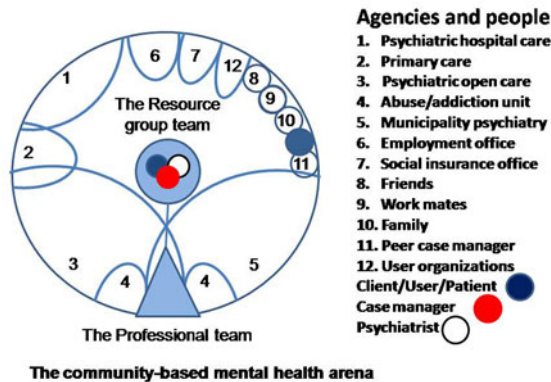 1
6
7
12
8
9
10
11
The Resource
group team
2
3
4
4
5
The Professional team
The community-based mental health arena
Agencies and people
1. Psychiatric hospital care
2. Primary care
3. Psychiatric open care
4. Abuse/addiction unit
5. Municipality psychiatry
6. Employment office
7. Social insurance office
8. Friends
9. Work mates
10. Family
11. Peer case manager
12. User organizations
Client/User/Patient
Case manager
Psychiatrist